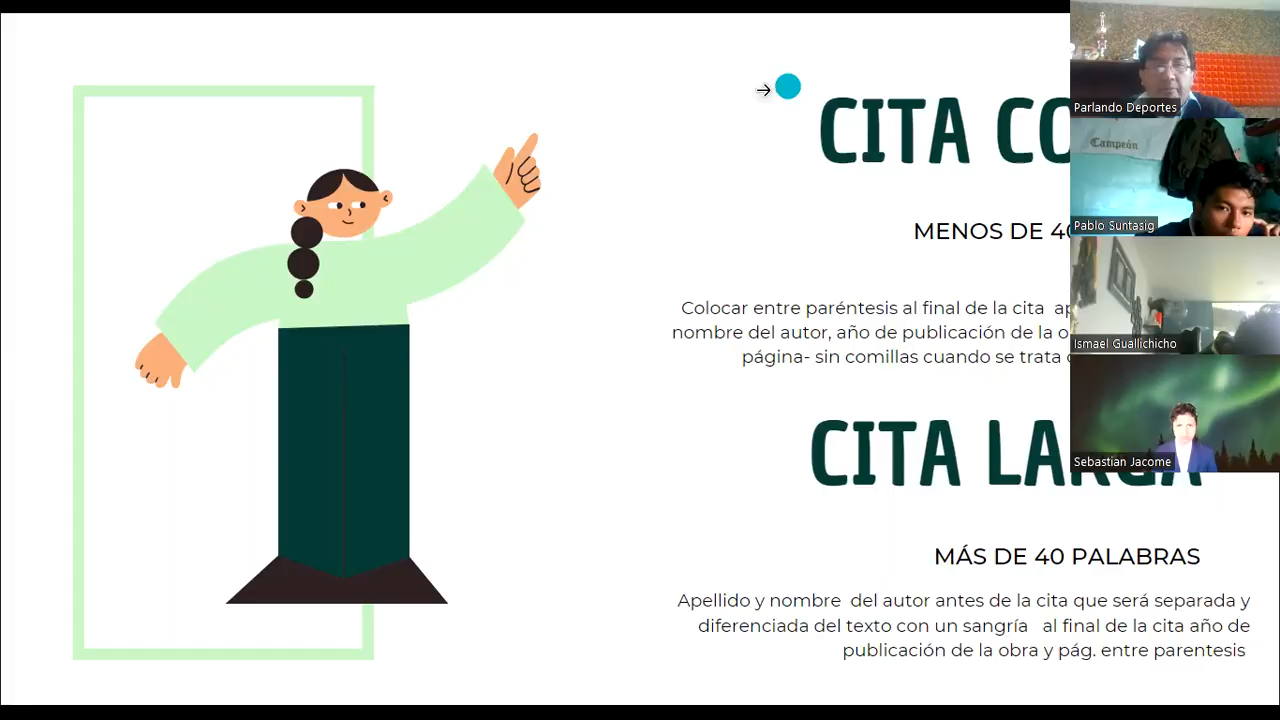 CITA CO
MENOS DE 40
Colocar entre paréntesis al final de la cita ap
nombre del autor, año de publicación de la o
página- sin comillas cuando se trata
CITA LARGA
MÁS DE 40 PALABRAS
Apellido y nombre del autor antes de la cita que será separada y
diferenciada del texto con un sangría al final de la cita año de
publicación de la obra y pág. entre parentesis
Parlando Deportes
Campeón
Pablo Suntasig
Ismael Guallichicho
Sebastian Jacome